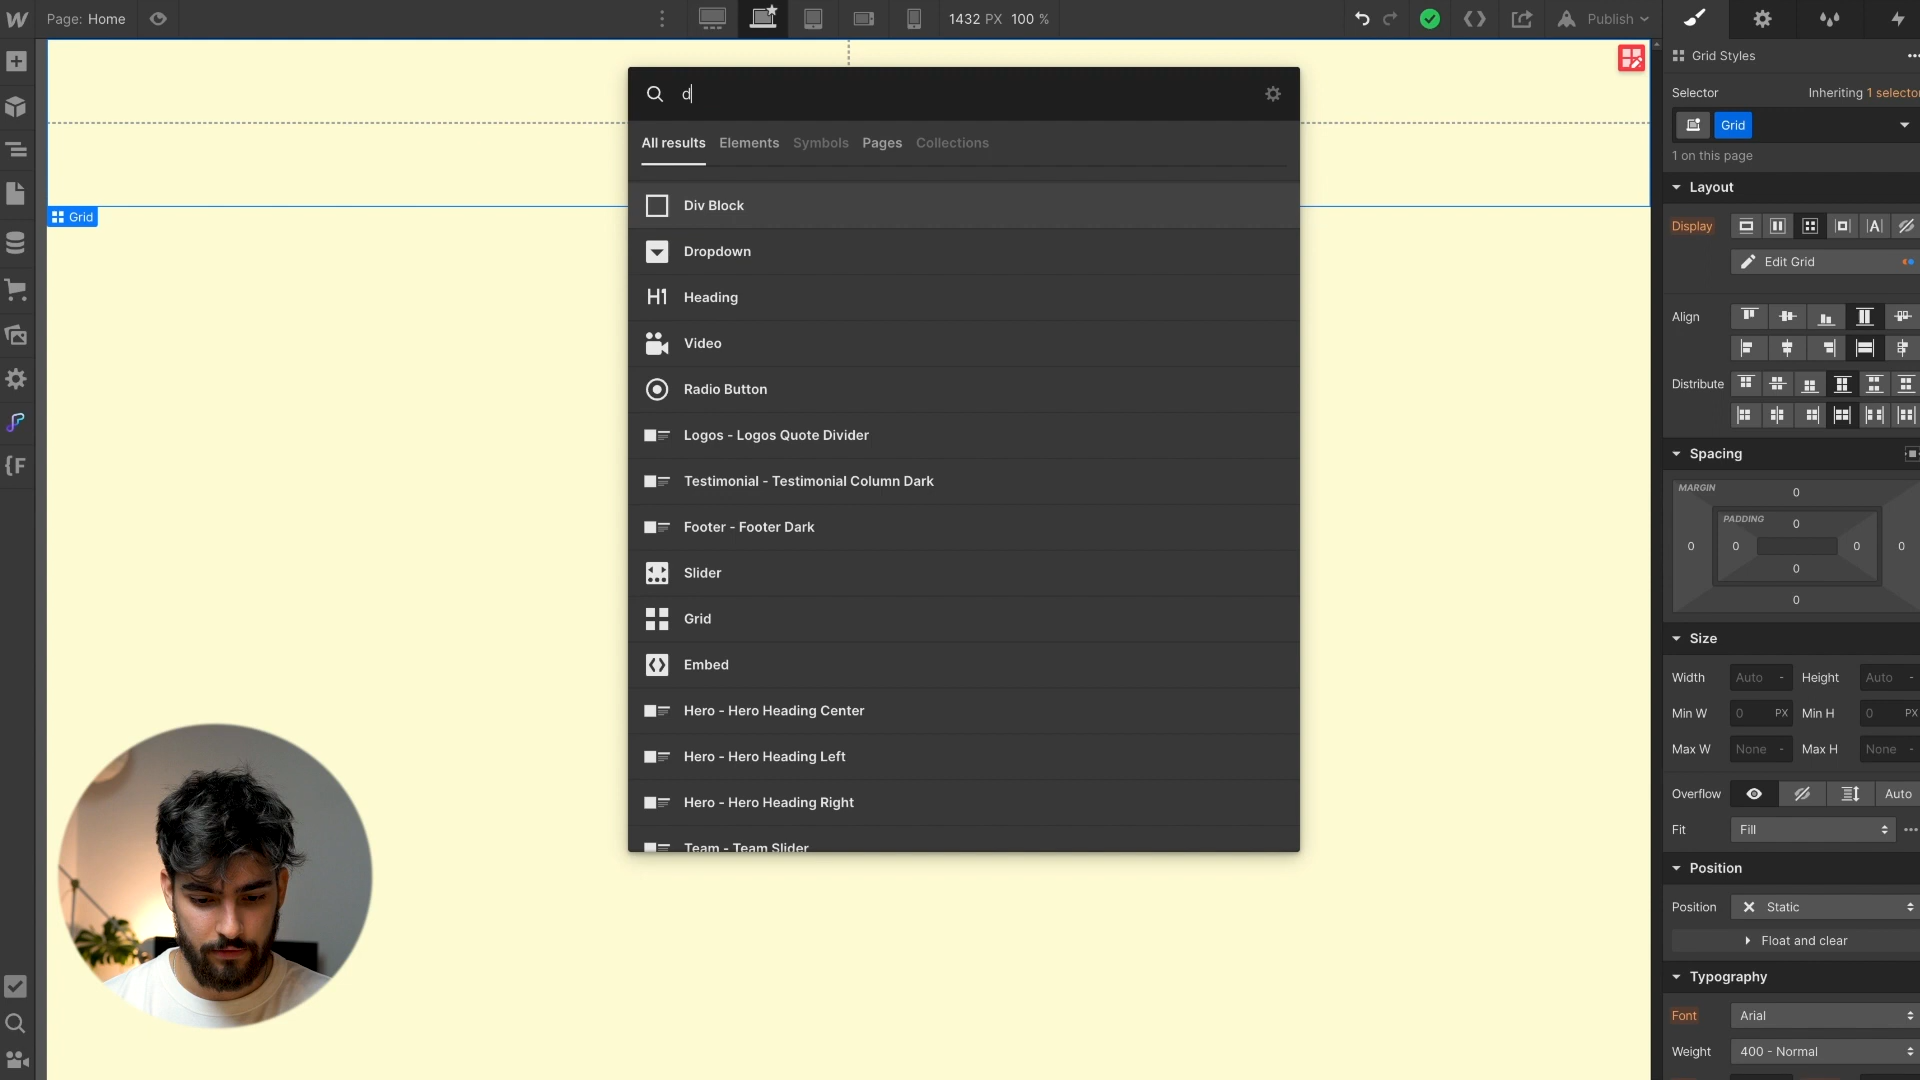 Page: Home
1432 PX 100 %
Publish
d
All results Elements Symbols Pages Collections
Div Block
Dropdown
H1 Heading
Video
Radio Button
Logos - Logos Quote Divider
Testimonial - Testimonial Column Dark
Footer - Footer Dark
Slider
Grid
Embed
Hero - Hero Heading Center
Hero - Hero Heading Left
Hero - Hero Heading Right
Team - Team Slider
Grid
Grid Styles
Selector Inheriting 1 selector
Grid
1 on this page
Layout
Display
Edit Grid
Align
Distribute
Spacing
MARGIN
0
PADDING
0
0 0 0 0
0
0
Size
Width Auto - Height Auto -
Min W 0 PX Min H 0 PX
Max W None - Max H None -
Overflow Auto
Fit Fill
Position
Position Static
Float and clear
Typography
Font Arial
Weight 400 - Normal